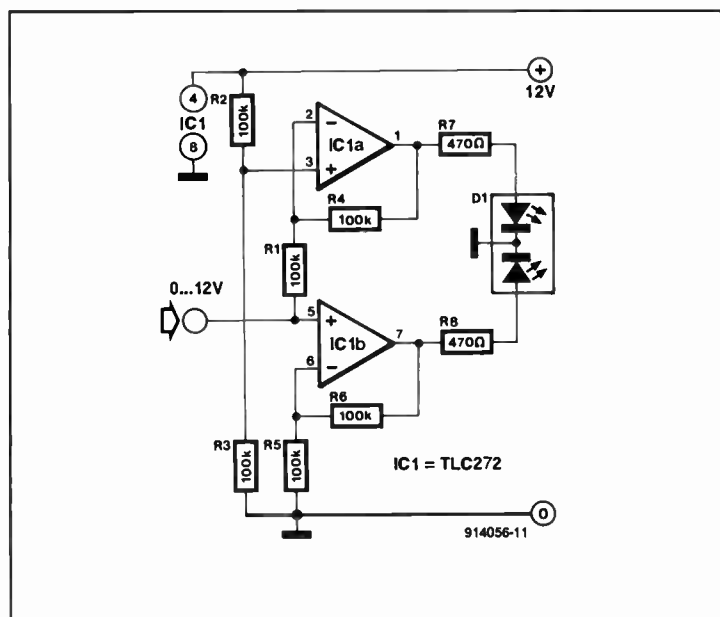 4
R2
100k
IC1
8
+
12V
2
−
IC1a
1
3
+
R7
470Ω
R4
100k
D1
R1
100k
0...12V
5
+
IC1b
7
6
−
R8
470Ω
R6
100k
R3
100k
R5
100k
IC1 = TLC272
0
914056-11